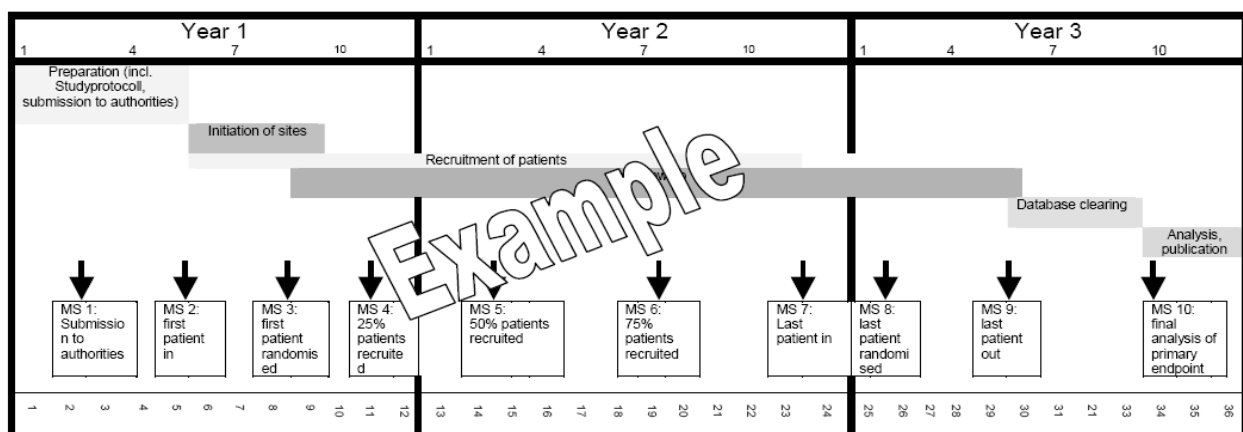 Year 1 Year 2 Year 3
1 4 7 10 1 4 7 10 1 4 7 10
Preparation (incl.
Studyprotocoll,
submission to authorities)
Initiation of sites
Recruitment of patients
Database clearing
Analysis,
publication
Example
MS 1:
Submissio
n to
authorities
MS 2:
first
patient
in
MS 3:
first
patient
randomis
ed
MS 4:
25%
patients
recruite
d
MS 5:
50% patients
recruited
MS 6:
75%
patients
recruited
MS 7:
Last
patient in
MS 8:
last
patient
randomi
sed
MS 9:
last
patient
out
MS 10:
final
analysis of
primary
endpoint
1 2 3 4 5 6 7 8 9 10 11 12 13 14 15 16 17 18 19 20 21 22 23 24 25 26 27 28 29 30 31 21 33 34 35 36